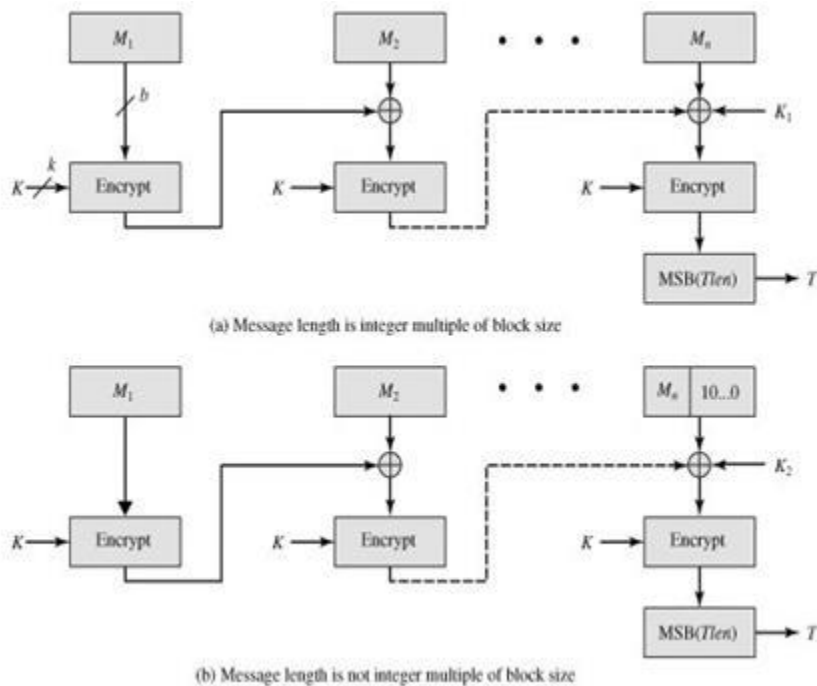 M1 M2 • • • Mn
b
K1
k
K Encrypt K Encrypt K Encrypt
MSB(Tlen) T
(a) Message length is integer multiple of block size
M1 M2 • • • Mn 10...0
K2
K Encrypt K Encrypt K Encrypt
MSB(Tlen) T
(b) Message length is not integer multiple of block size